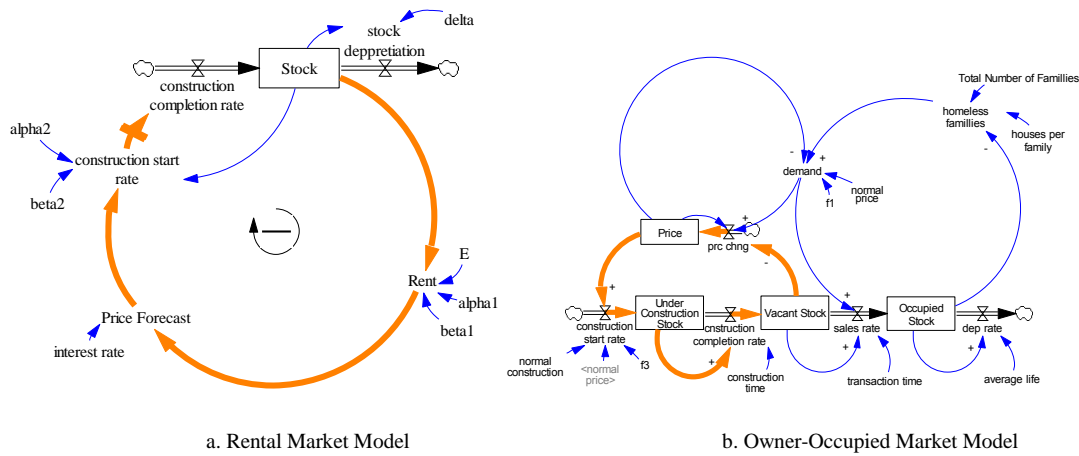 delta
stock
deppretiation
Stock
construction
completion rate
alpha2
construction start
rate
beta2
E
Rent
alpha1
beta1
Price Forecast
interest rate
a. Rental Market Model
Total Number of Famillies
homeless
famillies
houses per
family
-
-
+
demand
normal
price
f1
+
Price
prc chng
-
+
+
Under
Construction Stock
Vacant Stock
Occupied
Stock
construction
start rate
cnstruction
completion rate
sales rate
dep rate
+
+
+
normal
construction
<normal
price>
f3
construction
time
transaction time
average life
b. Owner-Occupied Market Model